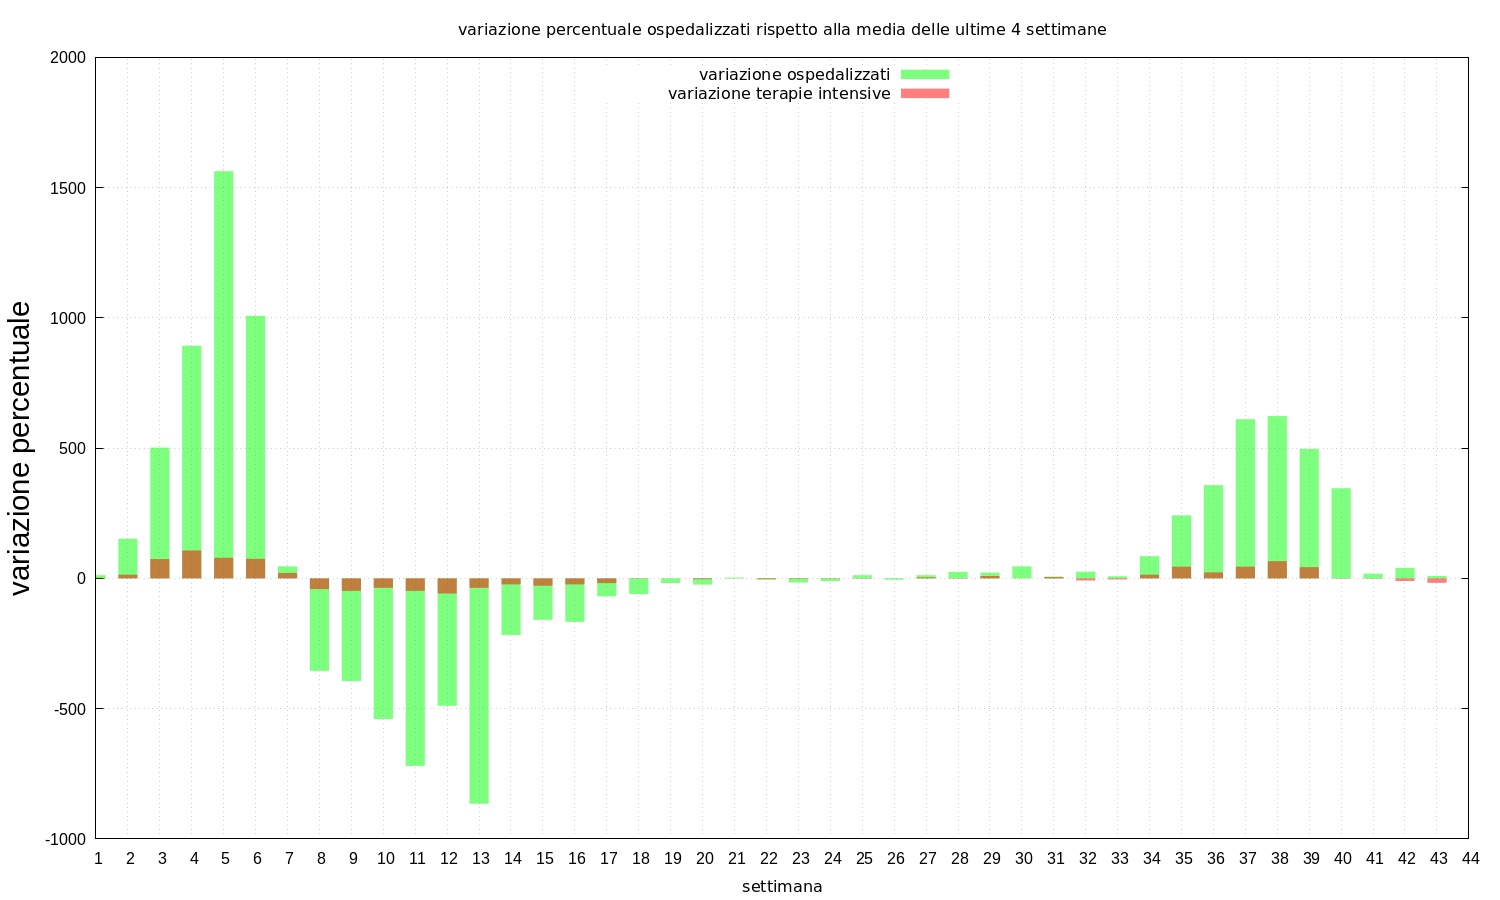 variazione percentuale ospedalizzati rispetto alla media delle ultime 4 settimane
variazione ospedalizzati
variazione terapie intensive
variazione percentuale
2000
1500
1000
500
0
-500
-1000
1 2 3 4 5 6 7 8 9 10 11 12 13 14 15 16 17 18 19 20 21 22 23 24 25 26 27 28 29 30 31 32 33 34 35 36 37 38 39 40 41 42 43 44
settimana